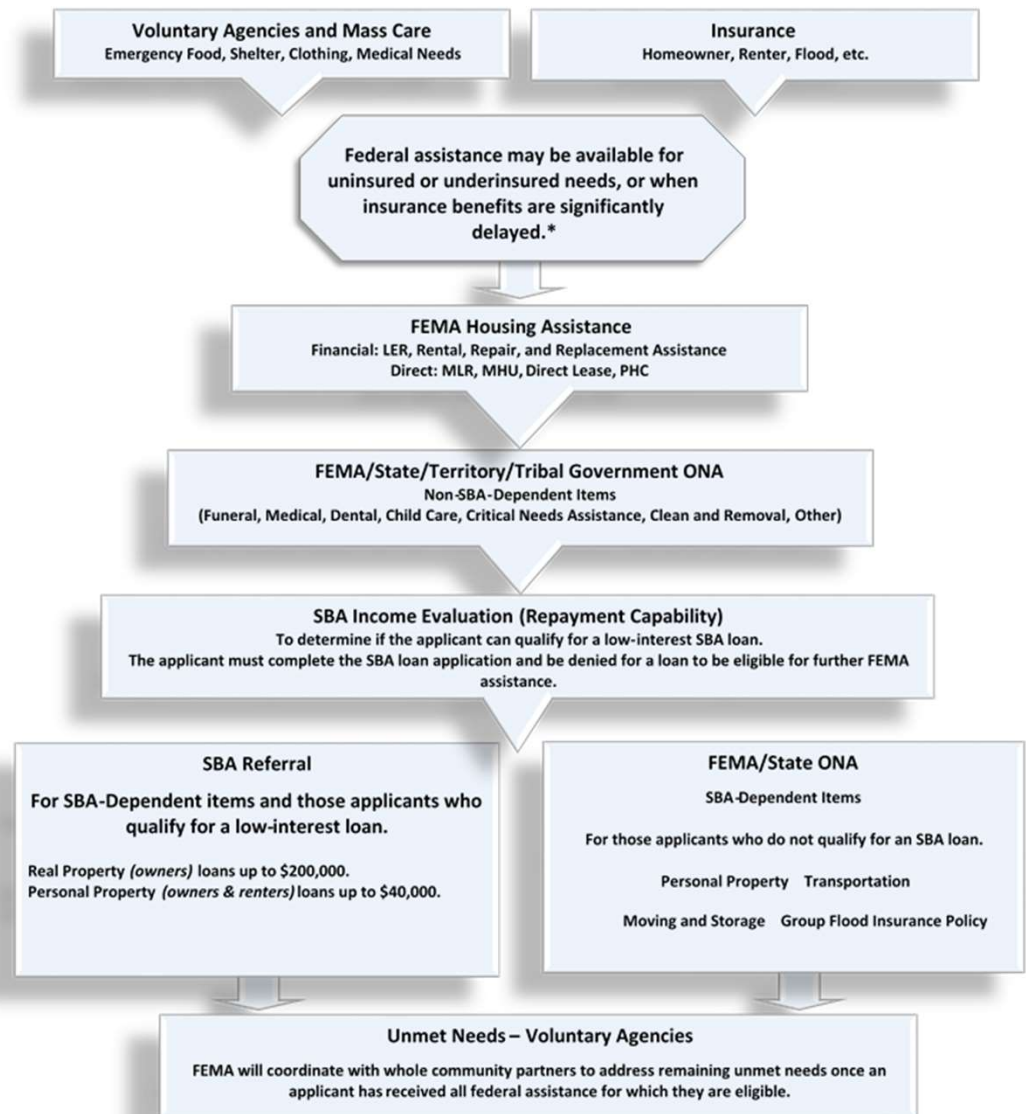 Voluntary Agencies and Mass Care
Emergency Food, Shelter, Clothing, Medical Needs
Insurance
Homeowner, Renter, Flood, etc.
Federal assistance may be available for
uninsured or underinsured needs, or when
insurance benefits are significantly
delayed.*
FEMA Housing Assistance
Financial: LER, Rental, Repair, and Replacement Assistance
Direct: MLR, MHU, Direct Lease, PHC
FEMA/State/Territory/Tribal Government ONA
Non-SBA-Dependent Items
(Funeral, Medical, Dental, Child Care, Critical Needs Assistance, Clean and Removal, Other)
SBA Income Evaluation (Repayment Capability)
To determine if the applicant can qualify for a low-interest SBA loan.
The applicant must complete the SBA loan application and be denied for a loan to be eligible for further FEMA
assistance.
SBA Referral
For SBA-Dependent items and those applicants who
qualify for a low-interest loan.
Real Property (owners) loans up to $200,000.
Personal Property (owners & renters) loans up to $40,000.
FEMA/State ONA
SBA-Dependent Items
For those applicants who do not qualify for an SBA loan.
Personal Property Transportation
Moving and Storage Group Flood Insurance Policy
Unmet Needs – Voluntary Agencies
FEMA will coordinate with whole community partners to address remaining unmet needs once an
applicant has received all federal assistance for which they are eligible.